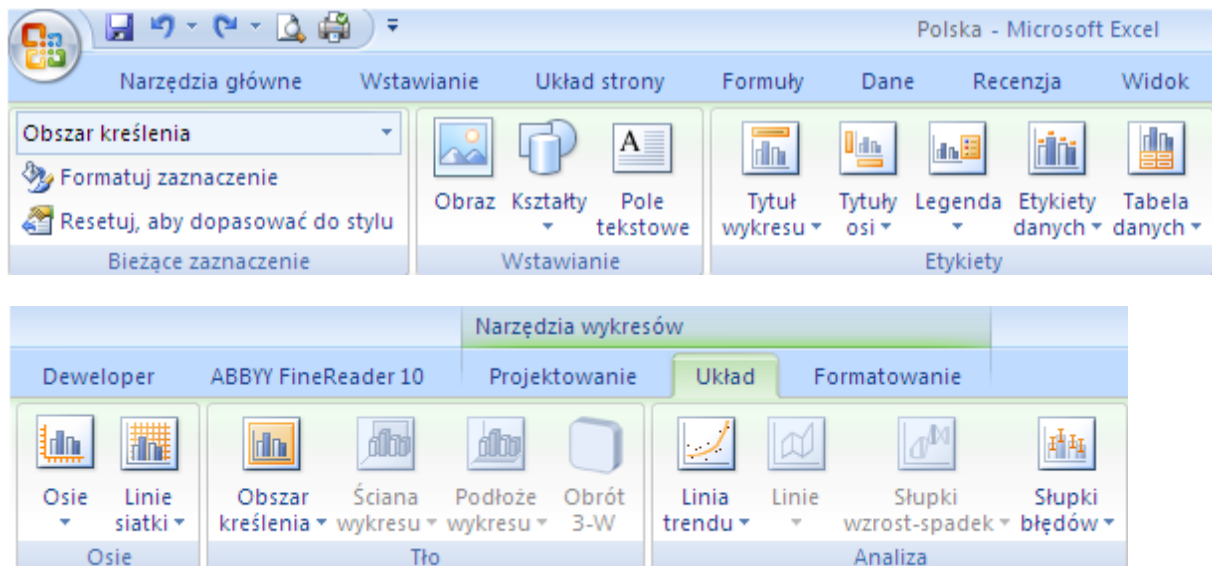 Polska - Microsoft Excel
Narzędzia główne Wstawianie Układ strony Formuły Dane Recenzja Widok
Obszar kreślenia
Formatuj zaznaczenie
Resetuj, aby dopasować do stylu
Bieżące zaznaczenie
Obraz Kształty Pole
tekstowe
Wstawianie
Tytuł Tytuły Legenda Etykiety Tabela
wykresu osi danych danych
Etykiety
Narzędzia wykresów
Deweloper ABBYY FineReader 10 Projektowanie Układ Formatowanie
Osie Linie
siatki
Osie
Obszar Ściana Podłoże Obrót
kreślenia wykresu wykresu 3-W
Tło
Linia Linie Słupki Słupki
trendu wzrost-spadek błędów
Analiza